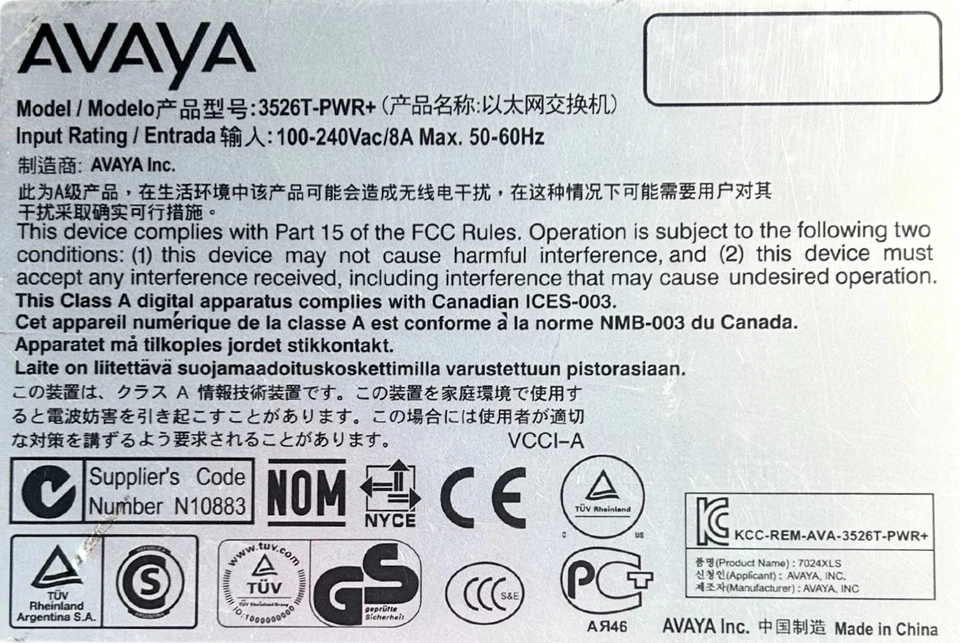 AVAYA
Model / Modelo产品型号:3526T-PWR+(产品名称:以太网交换机)
Input Rating / Entrada 输入:100-240Vac/8A Max. 50-60Hz
制造商: AVAYA Inc.
此为A级产品，在生活环境中该产品可能会造成无线电干扰，在这种情况下可能需要用户对其
干扰采取确实可行措施。
This device complies with Part 15 of the FCC Rules. Operation is subject to the following two
conditions: (1) this device may not cause harmful interference, and (2) this device must
accept any interference received, including interference that may cause undesired operation.
This Class A digital apparatus complies with Canadian ICES-003.
Cet appareil numérique de la classe A est conforme à la norme NMB-003 du Canada.
Apparatet må tilkoples jordet stikkontakt.
Laite on liitettävä suojamaadoituskoskettimilla varustettuun pistorasiaan.
この装置は、クラス A 情報技術装置です。この装置を家庭環境で使用す
ると電波妨害を引き起こすことがあります。この場合には使用者が適切
な対策を講ずるよう要求されることがあります。 VCCI-A
Supplier's Code
Number N10883
NOM
NYCE
CE
TÜV Rheinland
C US
KCC-REM-AVA-3526T-PWR+
품명(Product Name) : 7024XLS
신청인(Applicant) : AVAYA, INC.
제조자(Manufacturer) : AVAYA, INC
TÜV
Rheinland
Argentina S.A.
S
www.tuv.com
TÜV
TÜV Rheinland Group
ID:1000000000
GS
geprüfte
Sicherheit
CCC
S&E
PCT
АЯ46
AVAYA Inc. 中国制造 Made in China